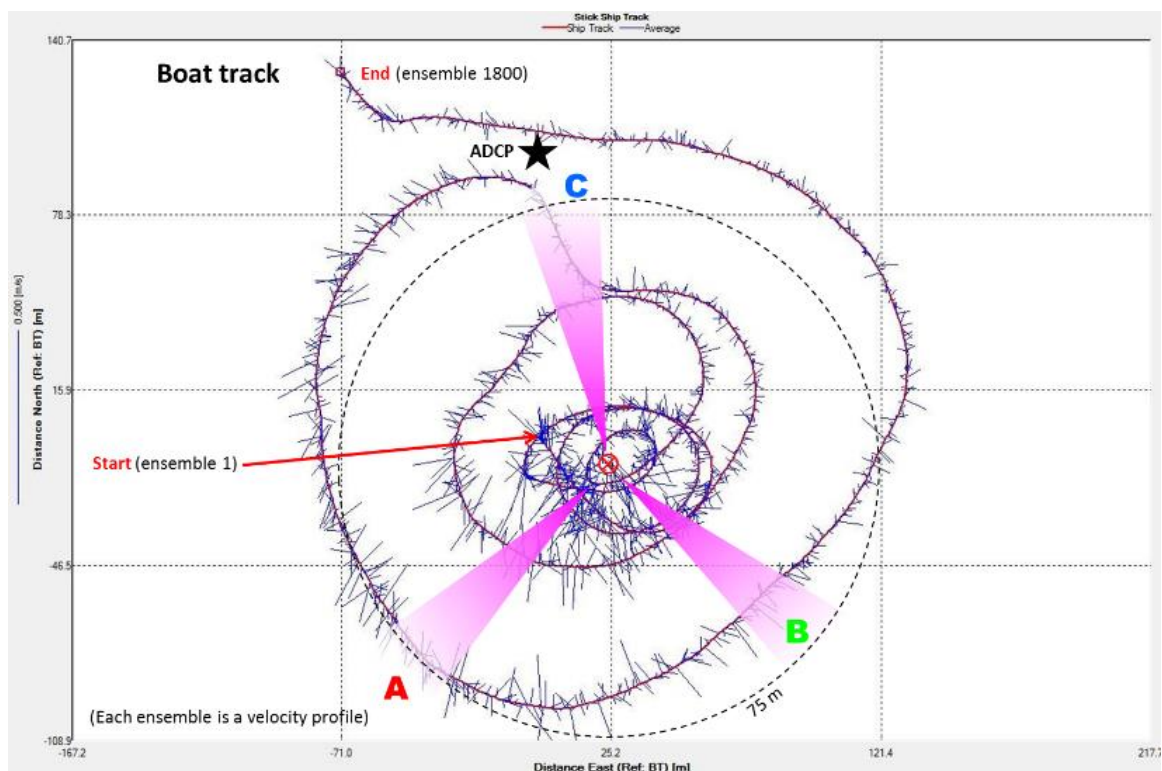 Stick Ship Track
Ship Track Average
140.7
Boat track
End (ensemble 1800)
ADCP
C
78.3
0.500 [m/s]
Distance North (Ref: BT) [m]
15.9
Start (ensemble 1)
-46.5
B
A
75 m
(Each ensemble is a velocity profile)
-108.9
-167.2 -71.0 25.2 121.4 217.7
Distance East (Ref: BT) [m]